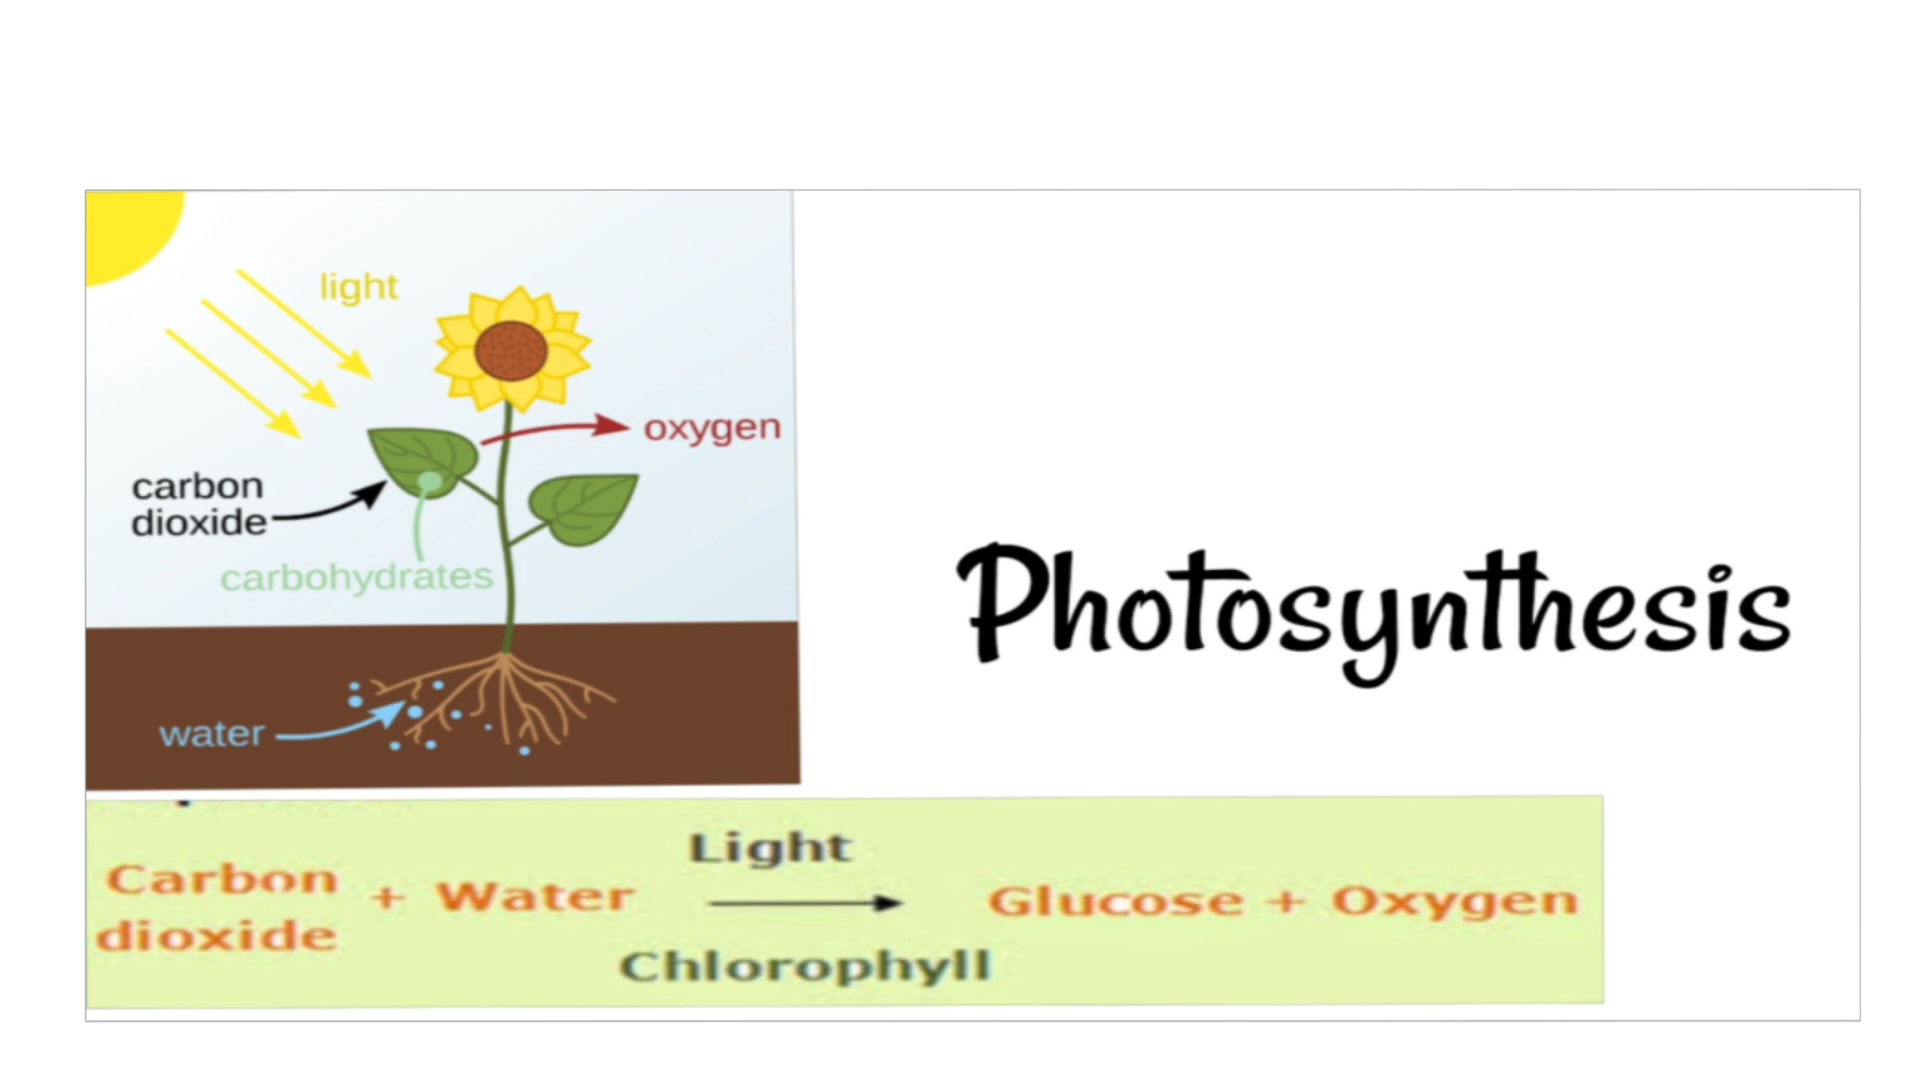 light
oxygen
carbon
dioxide
carbohydrates
water
Photosynthesis
Light
Carbon
dioxide
+ Water
Glucose + Oxygen
Chlorophyll